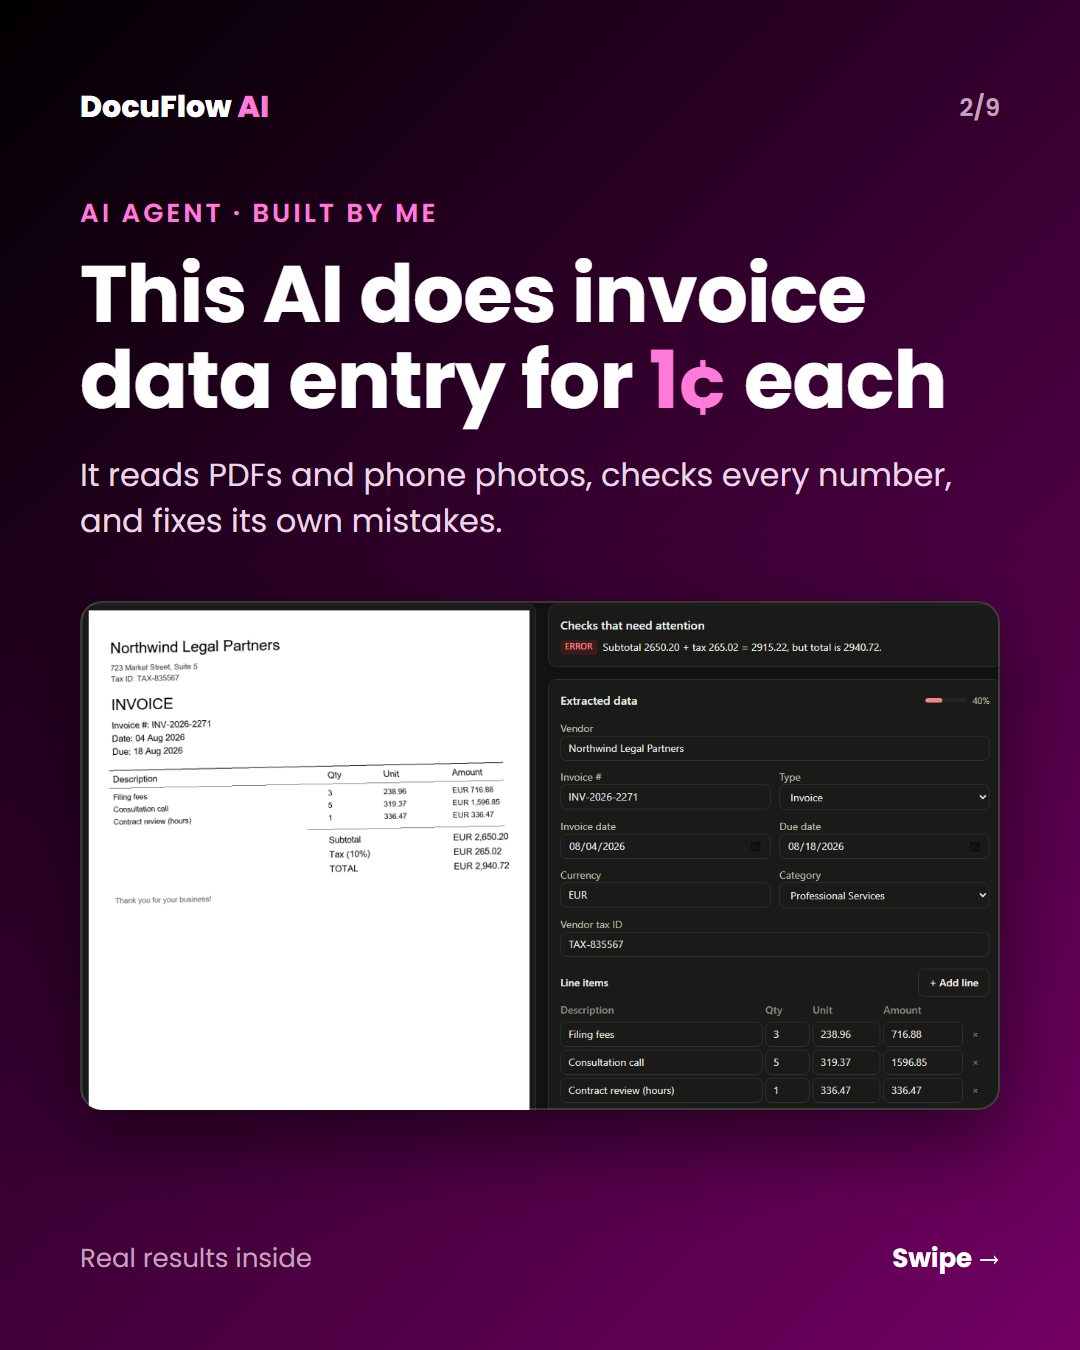 DocuFlow AI
2/9
AI AGENT · BUILT BY ME
This AI does invoice
data entry for 1¢ each
It reads PDFs and phone photos, checks every number,
and fixes its own mistakes.
Northwind Legal Partners
723 Market Street, Suite 5
Tax ID: TAX-835567
INVOICE
Invoice #: INV-2026-2271
Date: 04 Aug 2026
Due: 18 Aug 2026
Description Qty Unit Amount
Filing fees 3 238.96 EUR 716.88
Consultation call 5 319.37 EUR 1,596.85
Contract review (hours) 1 336.47 EUR 336.47
Subtotal EUR 2,650.20
Tax (10%) EUR 265.02
TOTAL EUR 2,940.72
Thank you for your business!
Checks that need attention
ERROR Subtotal 2650.20 + tax 265.02 = 2915.22, but total is 2940.72.
Extracted data 40%
Vendor
Northwind Legal Partners
Invoice # Type
INV-2026-2271 Invoice
Invoice date Due date
08/04/2026 08/18/2026
Currency Category
EUR Professional Services
Vendor tax ID
TAX-835567
Line items + Add line
Description Qty Unit Amount
Filing fees 3 238.96 716.88 ×
Consultation call 5 319.37 1596.85 ×
Contract review (hours) 1 336.47 336.47 ×
Real results inside
Swipe →